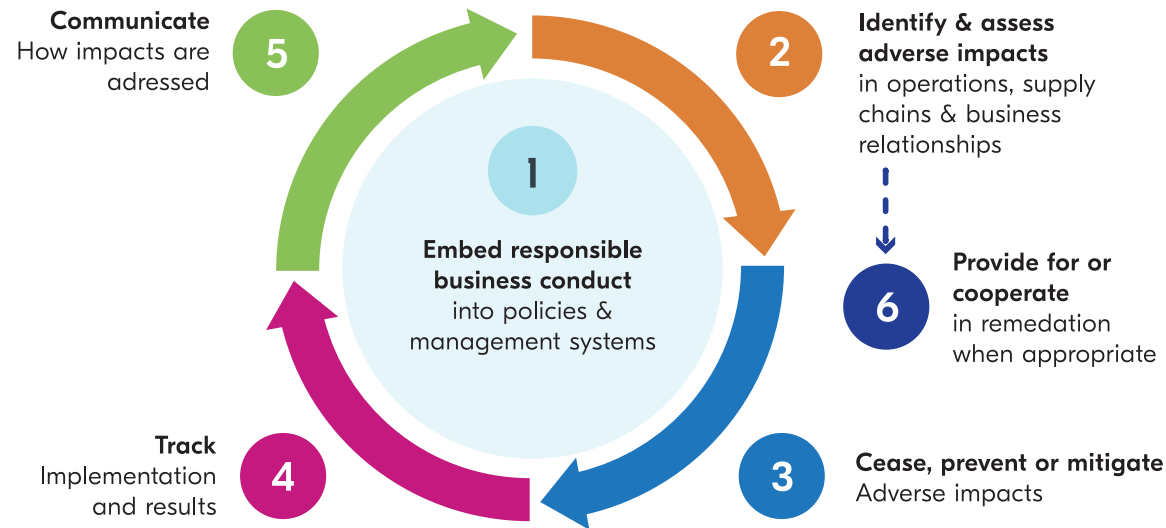 1
Embed responsible
business conduct
into policies &
management systems
2
Identify & assess
adverse impacts
in operations, supply
chains & business
relationships
3
Cease, prevent or mitigate
Adverse impacts
4
Track
Implementation
and results
5
Communicate
How impacts are
adressed
6
Provide for or
cooperate
in remedation
when appropriate